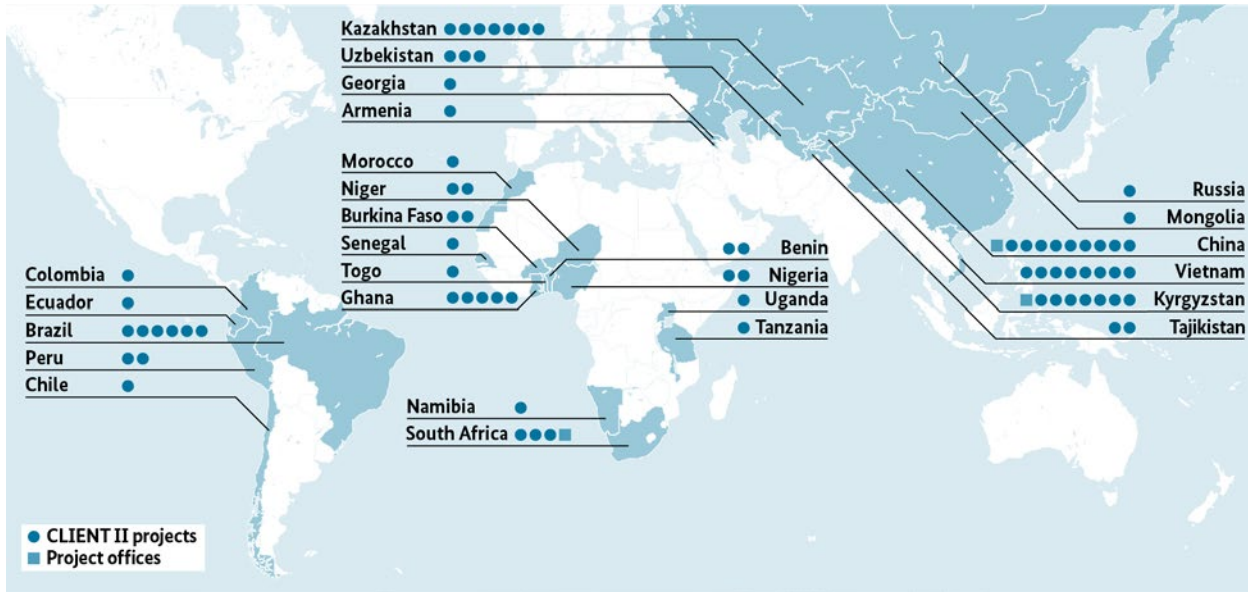 Kazakhstan
Uzbekistan
Georgia
Armenia
Morocco
Niger
Burkina Faso
Senegal
Togo
Ghana
Benin
Nigeria
Uganda
Tanzania
Russia
Mongolia
China
Vietnam
Kyrgyzstan
Tajikistan
Colombia
Ecuador
Brazil
Peru
Chile
Namibia
South Africa
CLIENT II projects
Project offices